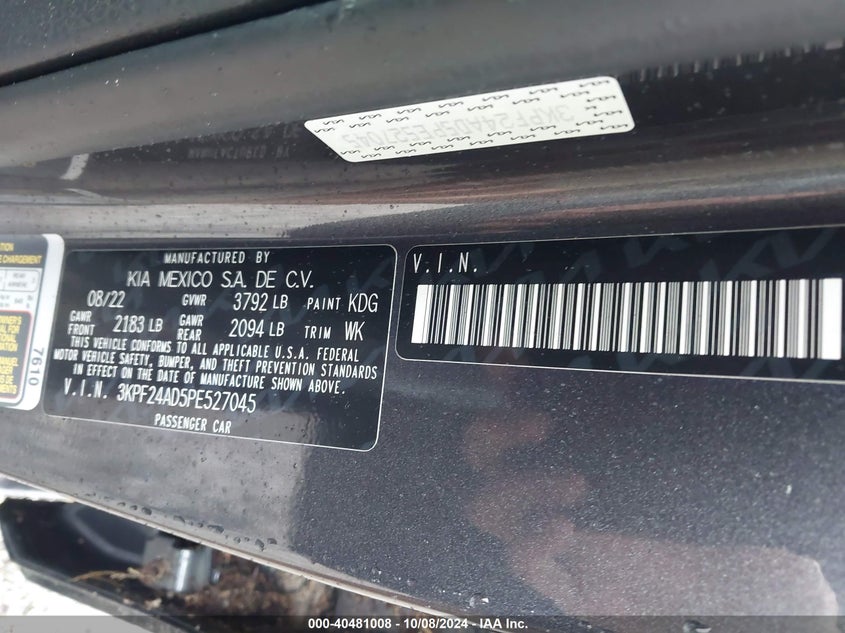 MANUFACTURED BY
KIA MEXICO S.A. DE C.V.
08/22 GVWR 3792 LB PAINT KDG
GAWR FRONT 2183 LB GAWR REAR 2094 LB TRIM WK
THIS VEHICLE CONFORMS TO ALL APPLICABLE U.S.A. FEDERAL
MOTOR VEHICLE SAFETY, BUMPER, AND THEFT PREVENTION STANDARDS
IN EFFECT ON THE DATE OF MANUFACTURE SHOWN ABOVE.
V.I.N. 3KPF24AD5PE527045
PASSENGER CAR
V.I.N.
7610
000-40481008 - 10/08/2024 - IAA Inc.